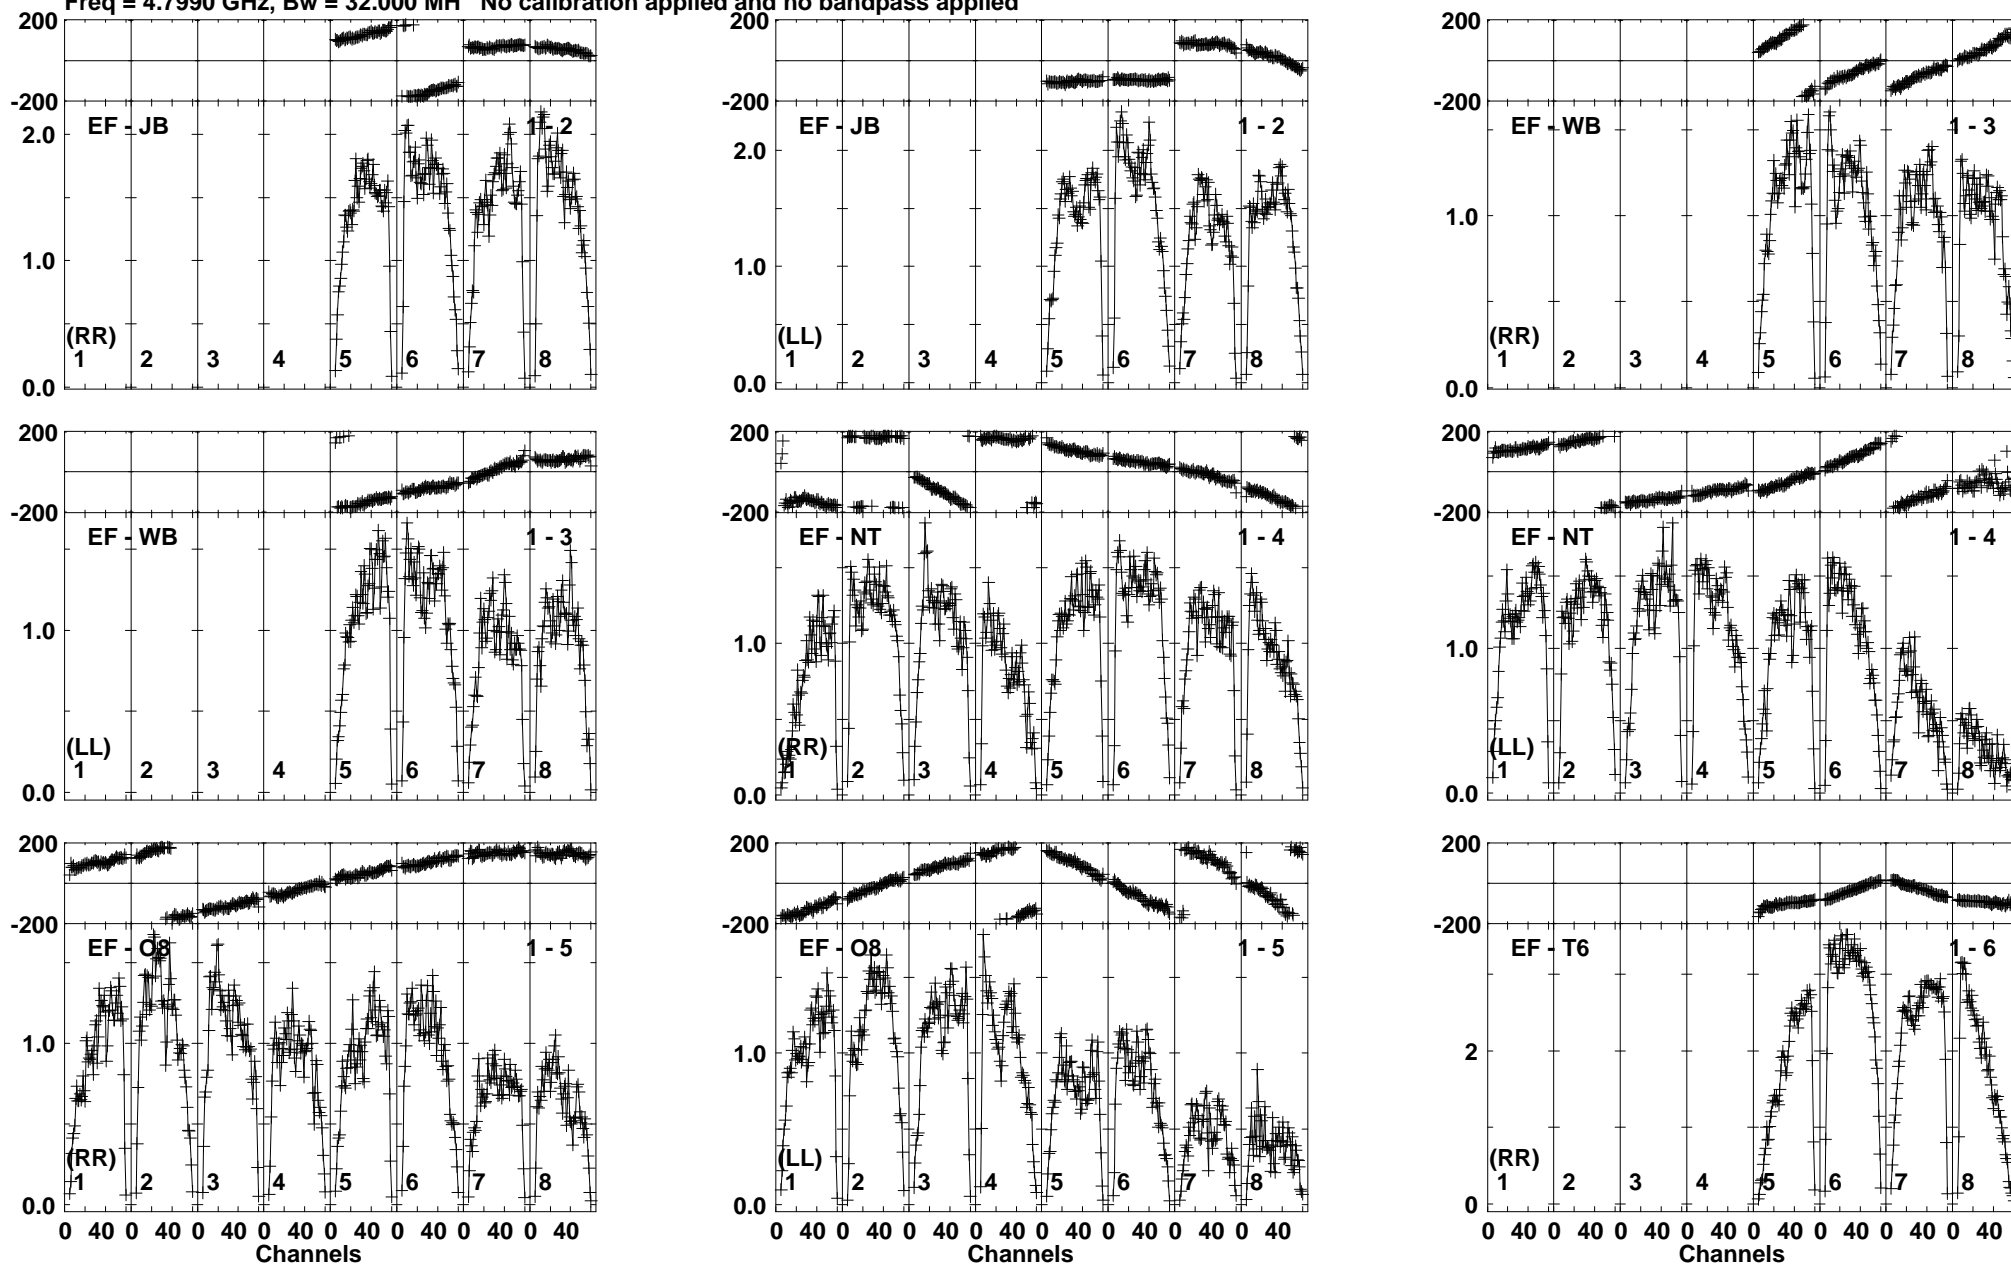 Freq = 4.7990 GHz, Bw = 32.000 MH No calibration applied and no bandpass applied
200 200 200
-200 -200 -200
EF - JB 1 - 2 EF - JB 1 - 2 EF - WB 1 - 3
2.0 2.0
1.0 1.0 1.0
(RR) (LL) (RR)
1 2 3 4 5 6 7 8 1 2 3 4 5 6 7 8 1 2 3 4 5 6 7 8
0.0 0.0 0.0
200 200 200
-200 -200 -200
EF - WB 1 - 3 EF - NT 1 - 4 EF - NT 1 - 4
1.0 1.0 1.0
(LL) (RR) (LL)
1 2 3 4 5 6 7 8 1 2 3 4 5 6 7 8 1 2 3 4 5 6 7 8
0.0 0.0 0.0
200 200 200
-200 -200 -200
EF - O8 1 - 5 EF - O8 1 - 5 EF - T6 1 - 6
1.0 1.0 2
(RR) (LL) (RR)
1 2 3 4 5 6 7 8 1 2 3 4 5 6 7 8 1 2 3 4 5 6 7 8
0.0 0.0 0
0 40 0 40 0 40 0 40 0 40 0 40 0 40 0 40 0 40 0 40 0 40 0 40 0 40 0 40 0 40 0 40 0 40 0 40 0 40 0 40 0 40 0 40 0 40 0 40
Channels Channels Channels